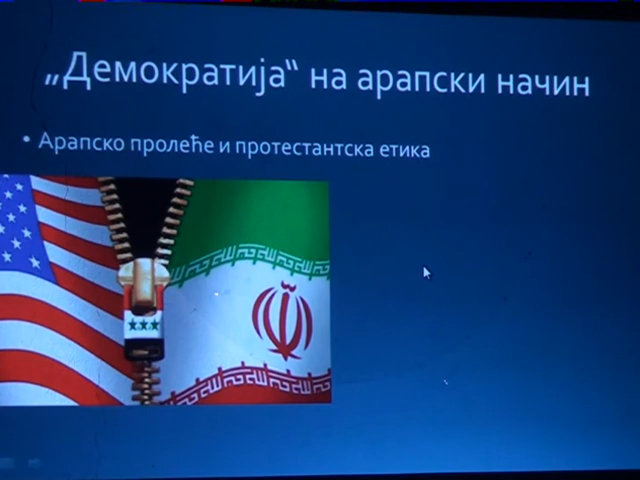 „Демократија“ на арапски начин
• Арапско пролеће и протестантска етика